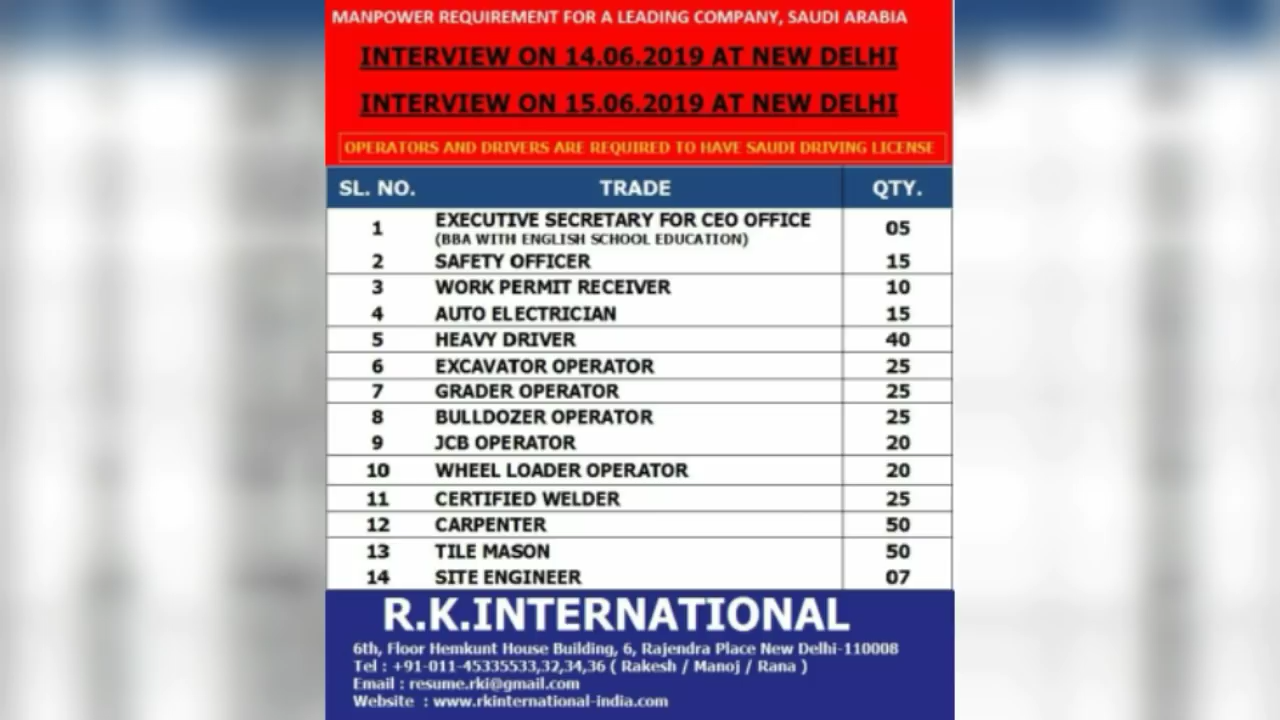 MANPOWER REQUIREMENT FOR A LEADING COMPANY, SAUDI ARABIA
INTERVIEW ON 14.06.2019 AT NEW DELHI
INTERVIEW ON 15.06.2019 AT NEW DELHI
OPERATORS AND DRIVERS ARE REQUIRED TO HAVE SAUDI DRIVING LICENSE
SL. NO. TRADE QTY.
1 EXECUTIVE SECRETARY FOR CEO OFFICE 05
(BBA WITH ENGLISH SCHOOL EDUCATION)
2 SAFETY OFFICER 15
3 WORK PERMIT RECEIVER 10
4 AUTO ELECTRICIAN 15
5 HEAVY DRIVER 40
6 EXCAVATOR OPERATOR 25
7 GRADER OPERATOR 25
8 BULLDOZER OPERATOR 25
9 JCB OPERATOR 20
10 WHEEL LOADER OPERATOR 20
11 CERTIFIED WELDER 25
12 CARPENTER 50
13 TILE MASON 50
14 SITE ENGINEER 07
R.K.INTERNATIONAL
6th, Floor Hemkunt House Building, 6, Rajendra Place New Delhi-110008
Tel : +91-011-45335533,32,34,36 ( Rakesh / Manoj / Rana )
Email : resume.rki@gmail.com
Website : www.rkinternational-india.com